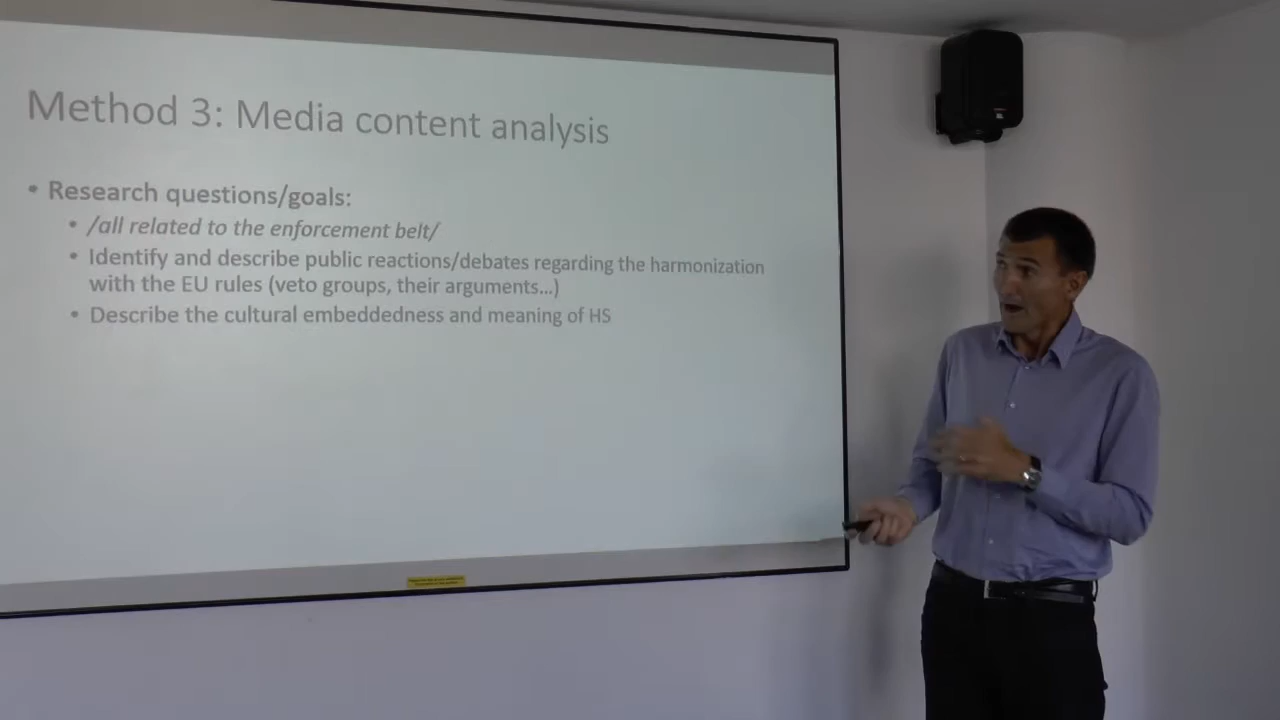 Method 3: Media content analysis
• Research questions/goals:
• /all related to the enforcement belt/
• Identify and describe public reactions/debates regarding the harmonization
with the EU rules (veto groups, their arguments...)
• Describe the cultural embeddedness and meaning of HS